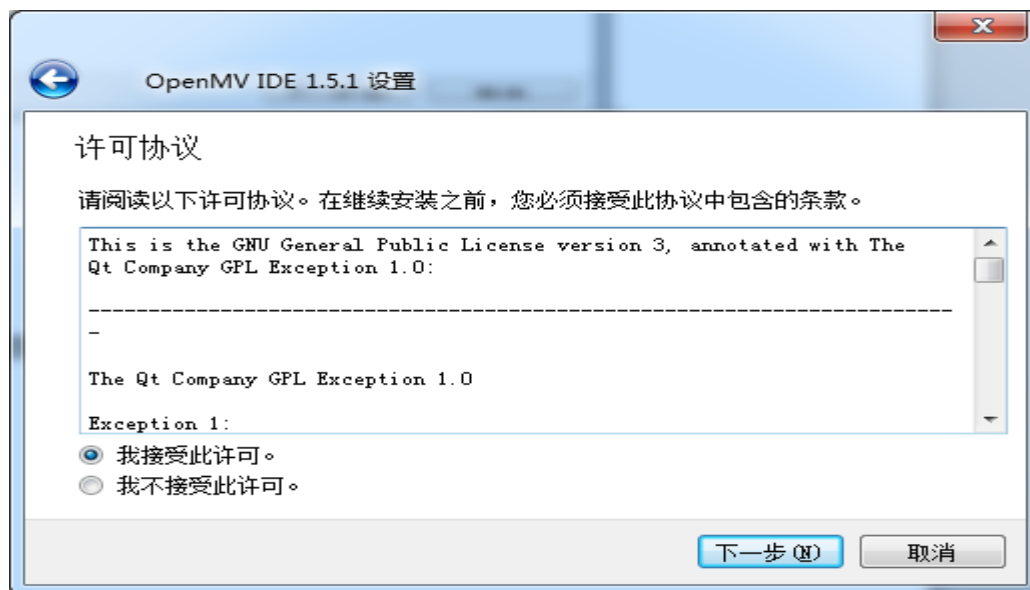 OpenMV IDE 1.5.1 设置
许可协议
请阅读以下许可协议。在继续安装之前，您必须接受此协议中包含的条款。
This is the GNU General Public License version 3, annotated with The
Qt Company GPL Exception 1.0:
------------------------------------------------------------------------
-
The Qt Company GPL Exception 1.0
Exception 1:
我接受此许可。
我不接受此许可。
下一步(N) 取消